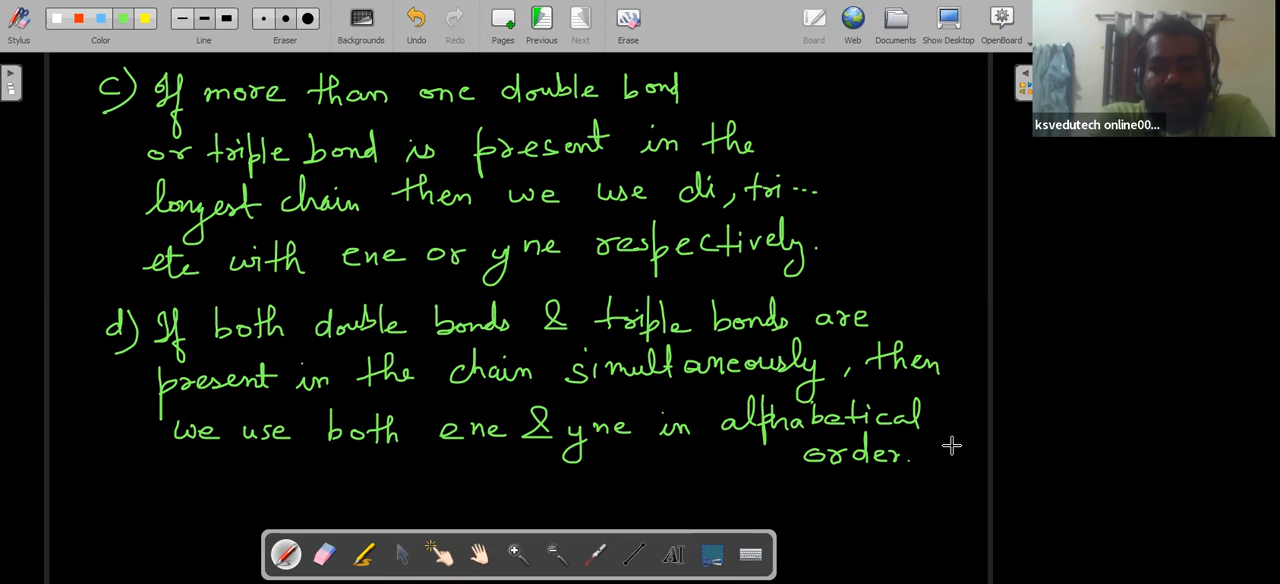 Stylus Color Line Eraser Backgrounds Undo Redo Pages Previous Next Erase Board Web Documents Show Desktop OpenBoard
ksvedutech online00...
c) If more than one double bond
or triple bond is present in the
longest chain then we use di, tri...
etc with ene or yne respectively.
d) If both double bonds & triple bonds are
present in the chain simultaneously, then
we use both ene & yne in alphabetical
order.
AI